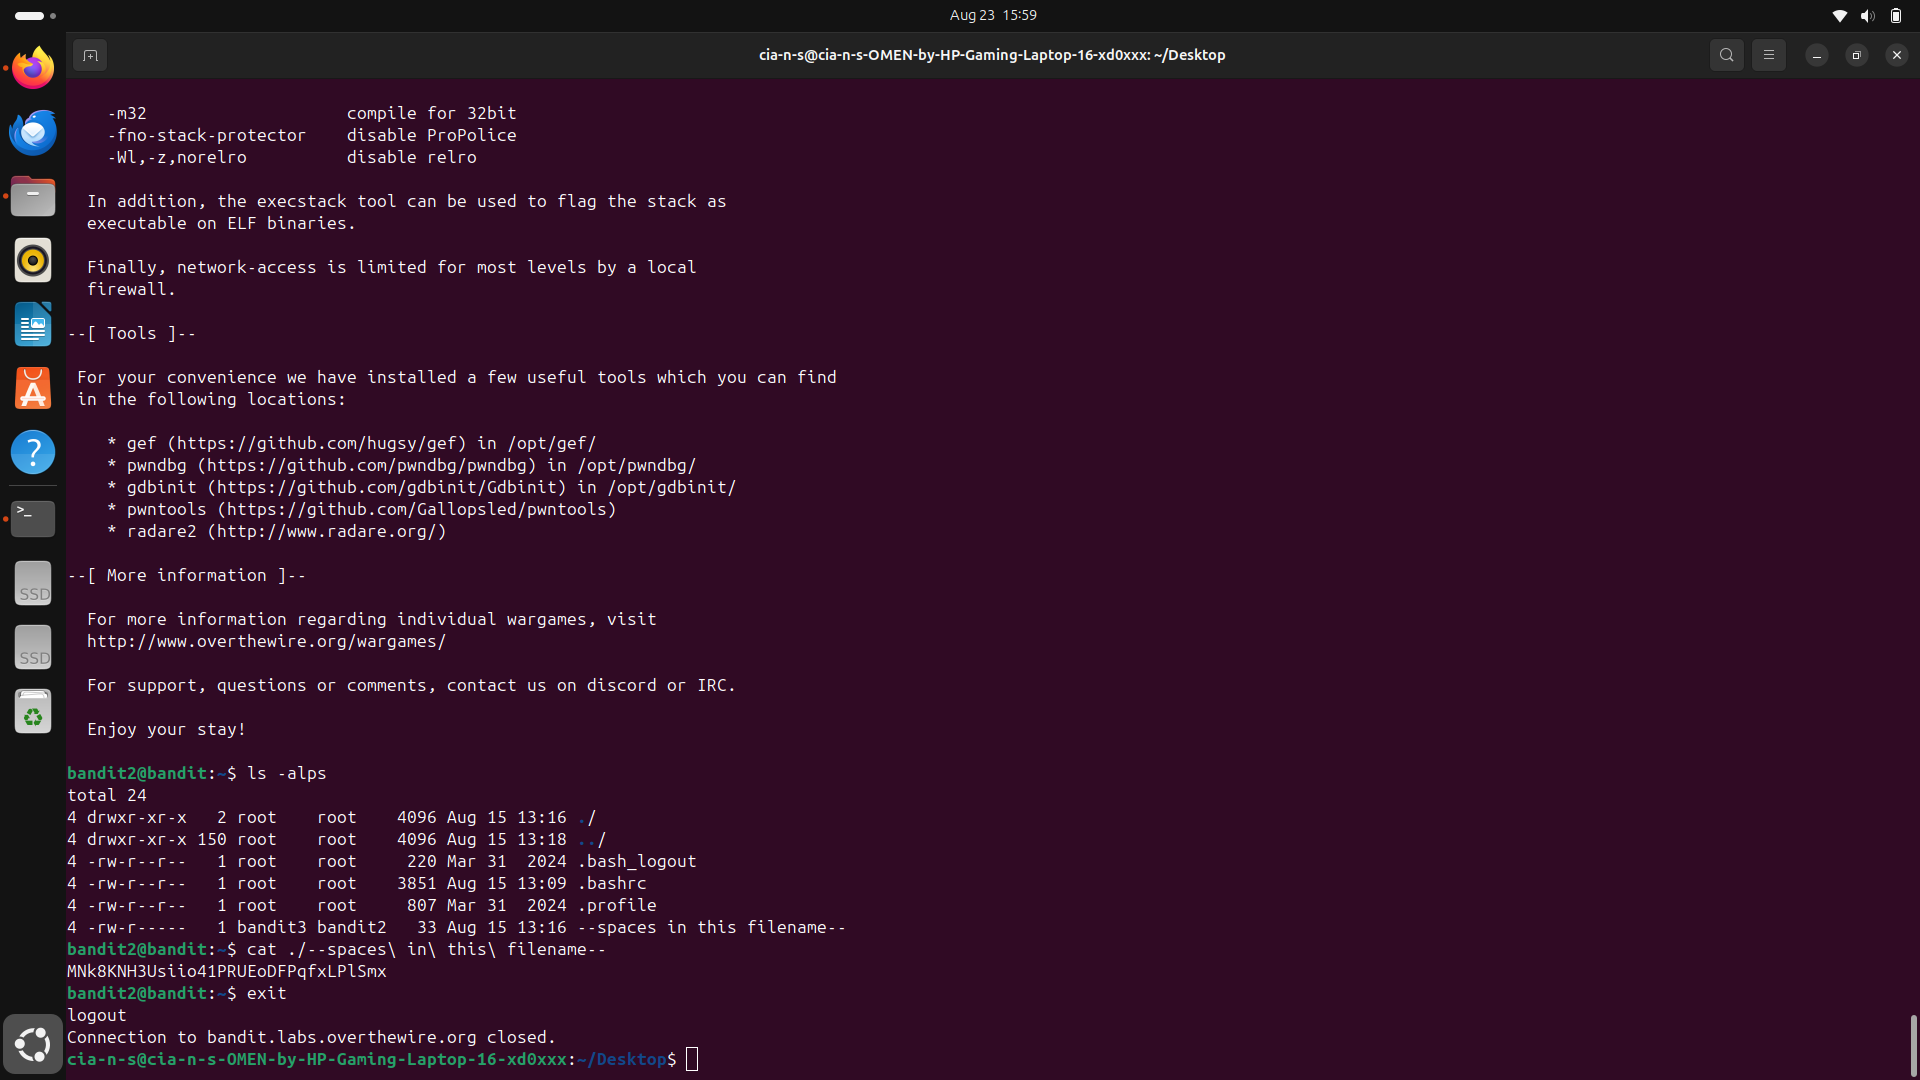 Aug 23 15:59
cia-n-s@cia-n-s-OMEN-by-HP-Gaming-Laptop-16-xd0xxx: ~/Desktop
-m32 compile for 32bit
-fno-stack-protector disable ProPolice
-Wl,-z,norelro disable relro
In addition, the execstack tool can be used to flag the stack as
executable on ELF binaries.
Finally, network-access is limited for most levels by a local
firewall.
--[ Tools ]--
For your convenience we have installed a few useful tools which you can find
in the following locations:
* gef (https://github.com/hugsy/gef) in /opt/gef/
* pwndbg (https://github.com/pwndbg/pwndbg) in /opt/pwndbg/
* gdbinit (https://github.com/gdbinit/Gdbinit) in /opt/gdbinit/
* pwntools (https://github.com/Gallopsled/pwntools)
* radare2 (http://www.radare.org/)
--[ More information ]--
For more information regarding individual wargames, visit
http://www.overthewire.org/wargames/
For support, questions or comments, contact us on discord or IRC.
Enjoy your stay!
bandit2@bandit:~$ ls -alps
total 24
4 drwxr-xr-x 2 root root 4096 Aug 15 13:16 ./
4 drwxr-xr-x 150 root root 4096 Aug 15 13:18 ../
4 -rw-r--r-- 1 root root 220 Mar 31 2024 .bash_logout
4 -rw-r--r-- 1 root root 3851 Aug 15 13:09 .bashrc
4 -rw-r--r-- 1 root root 807 Mar 31 2024 .profile
4 -rw-r----- 1 bandit3 bandit2 33 Aug 15 13:16 --spaces in this filename--
bandit2@bandit:~$ cat ./--spaces\ in\ this\ filename--
MNk8KNH3Usiio41PRUEoDFPqfxLPlSmx
bandit2@bandit:~$ exit
logout
Connection to bandit.labs.overthewire.org closed.
cia-n-s@cia-n-s-OMEN-by-HP-Gaming-Laptop-16-xd0xxx:~/Desktop$
SSD
SSD